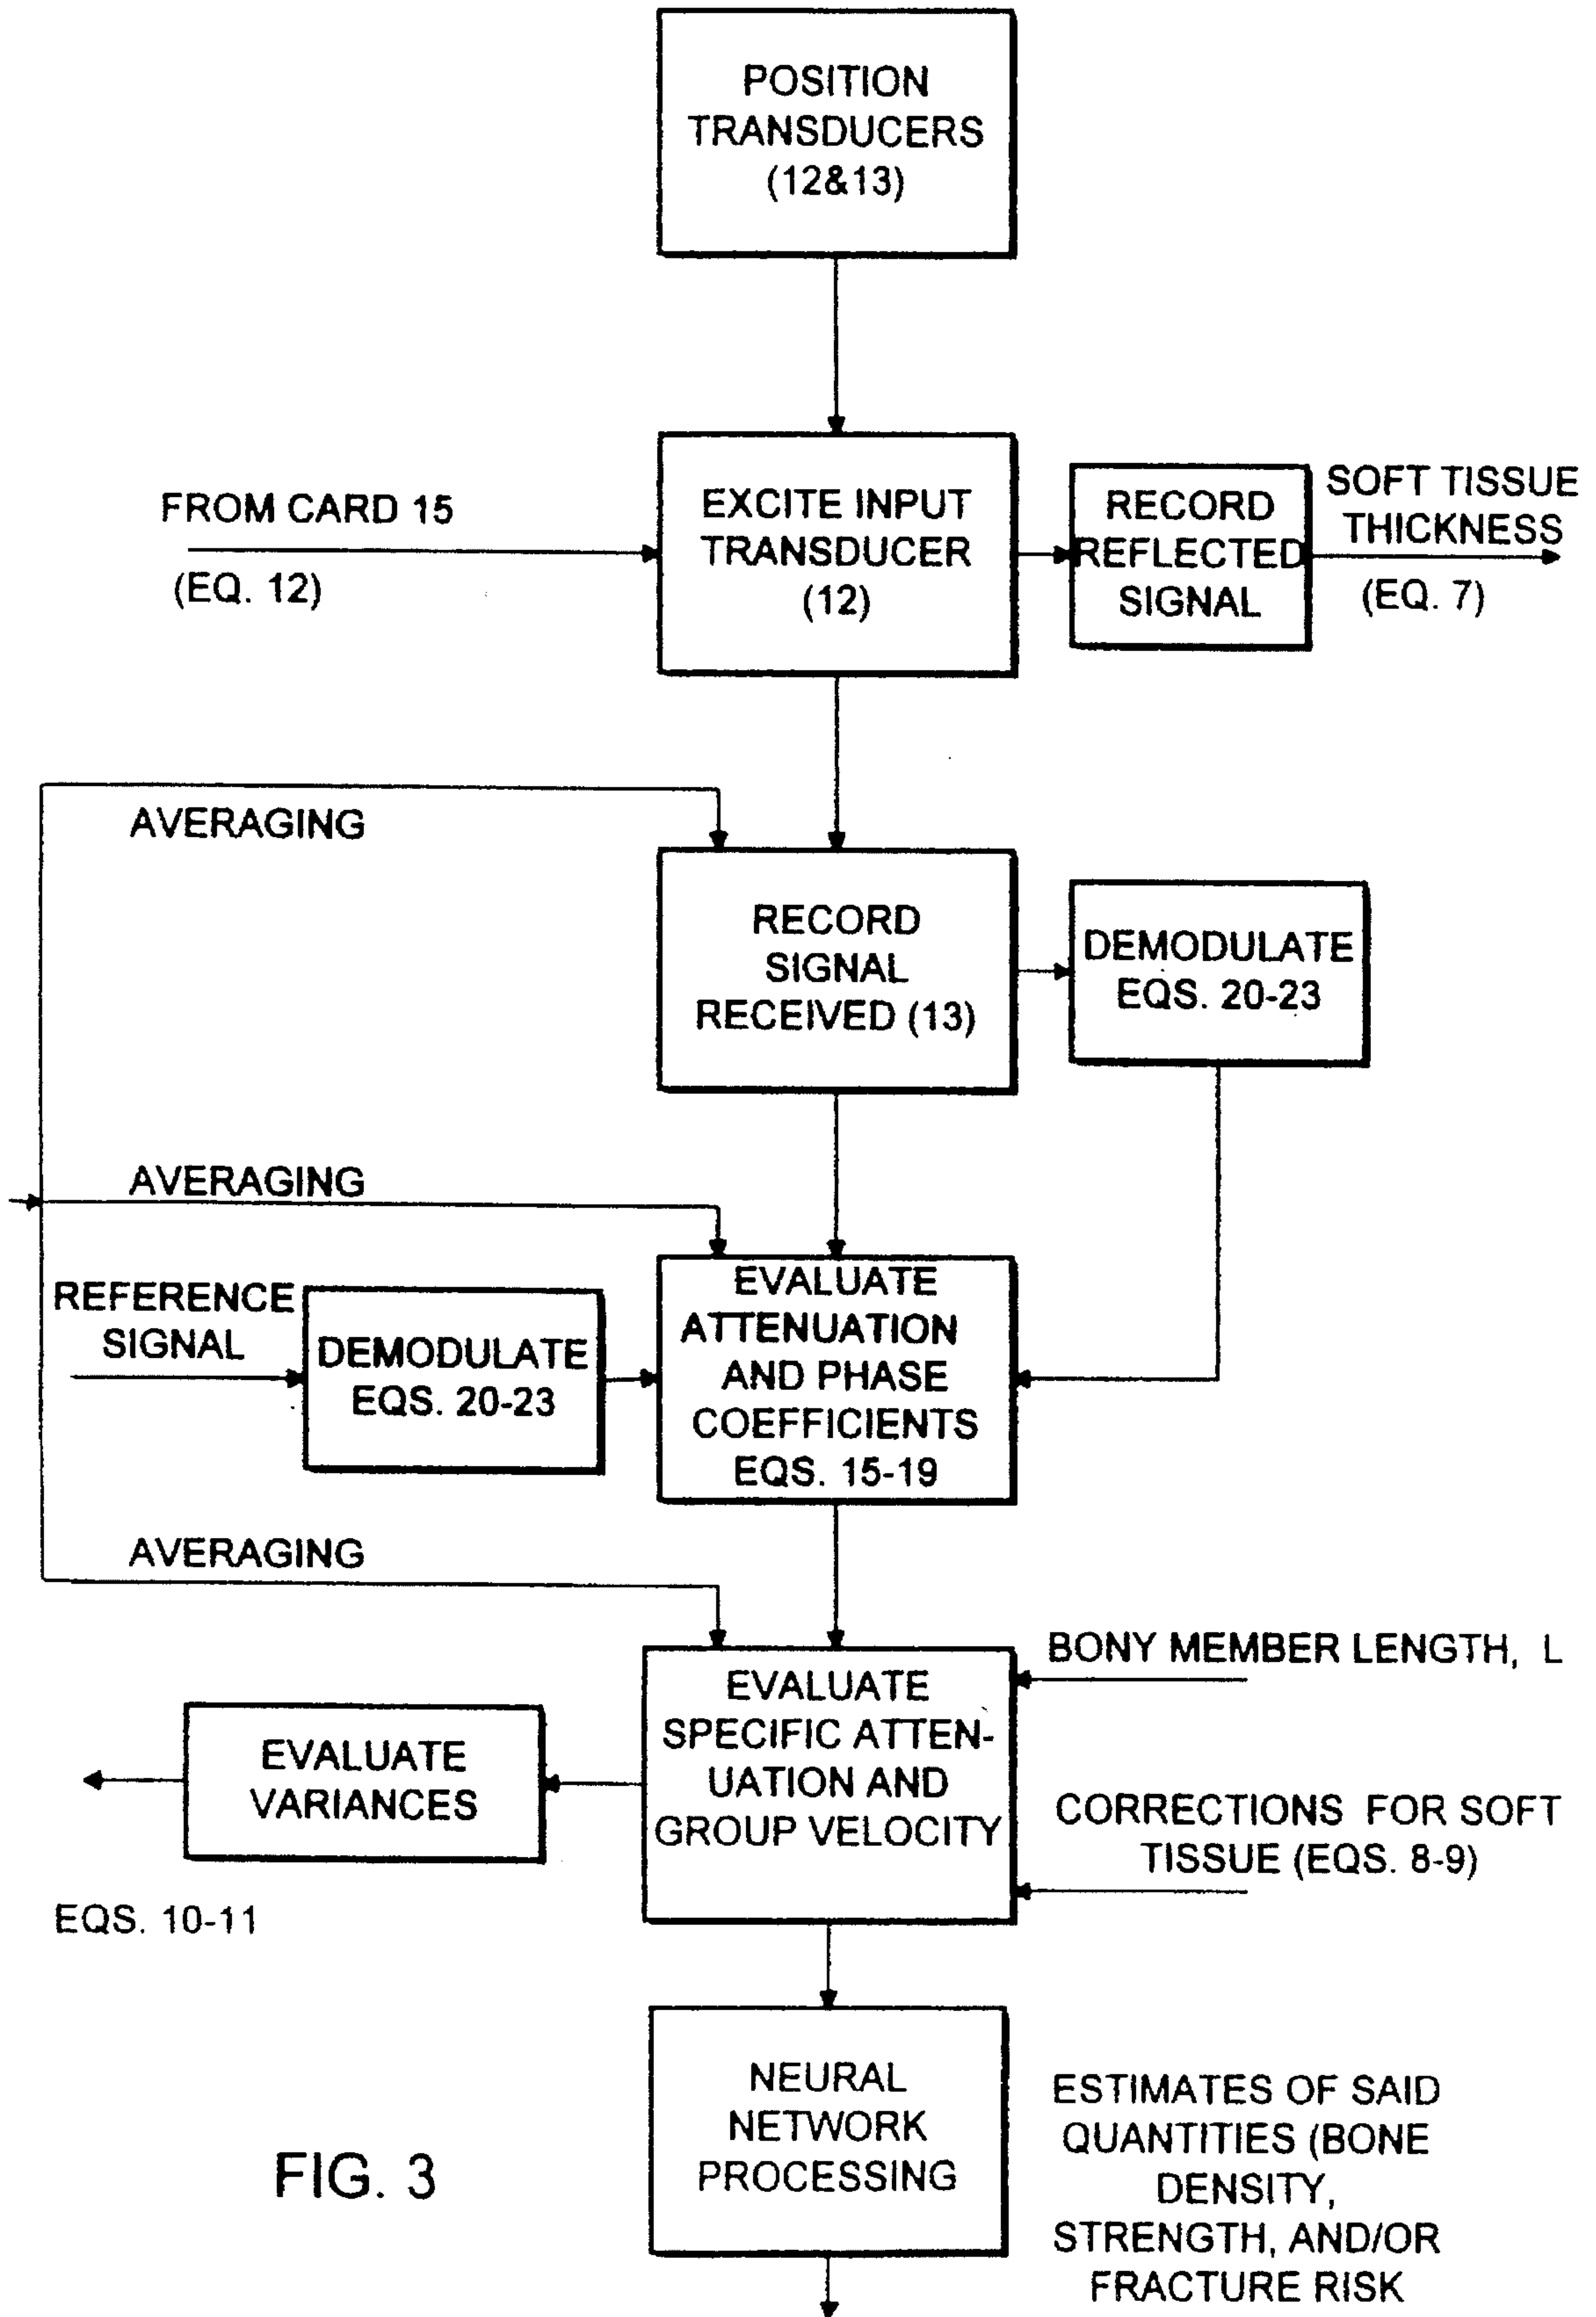 POSITION
TRANSDUCERS
(12&13)
FROM CARD 15
(EQ. 12)
EXCITE INPUT
TRANSDUCER
(12)
RECORD
REFLECTED
SIGNAL
SOFT TISSUE
THICKNESS
(EQ. 7)
AVERAGING
RECORD
SIGNAL
RECEIVED (13)
DEMODULATE
EQS. 20-23
AVERAGING
REFERENCE
SIGNAL
DEMODULATE
EQS. 20-23
EVALUATE
ATTENUATION
AND PHASE
COEFFICIENTS
EQS. 15-19
AVERAGING
EVALUATE
SPECIFIC ATTEN-
UATION AND
GROUP VELOCITY
BONY MEMBER LENGTH, L
CORRECTIONS FOR SOFT
TISSUE (EQS. 8-9)
EVALUATE
VARIANCES
EQS. 10-11
NEURAL
NETWORK
PROCESSING
ESTIMATES OF SAID
QUANTITIES (BONE
DENSITY,
STRENGTH, AND/OR
FRACTURE RISK
FIG. 3